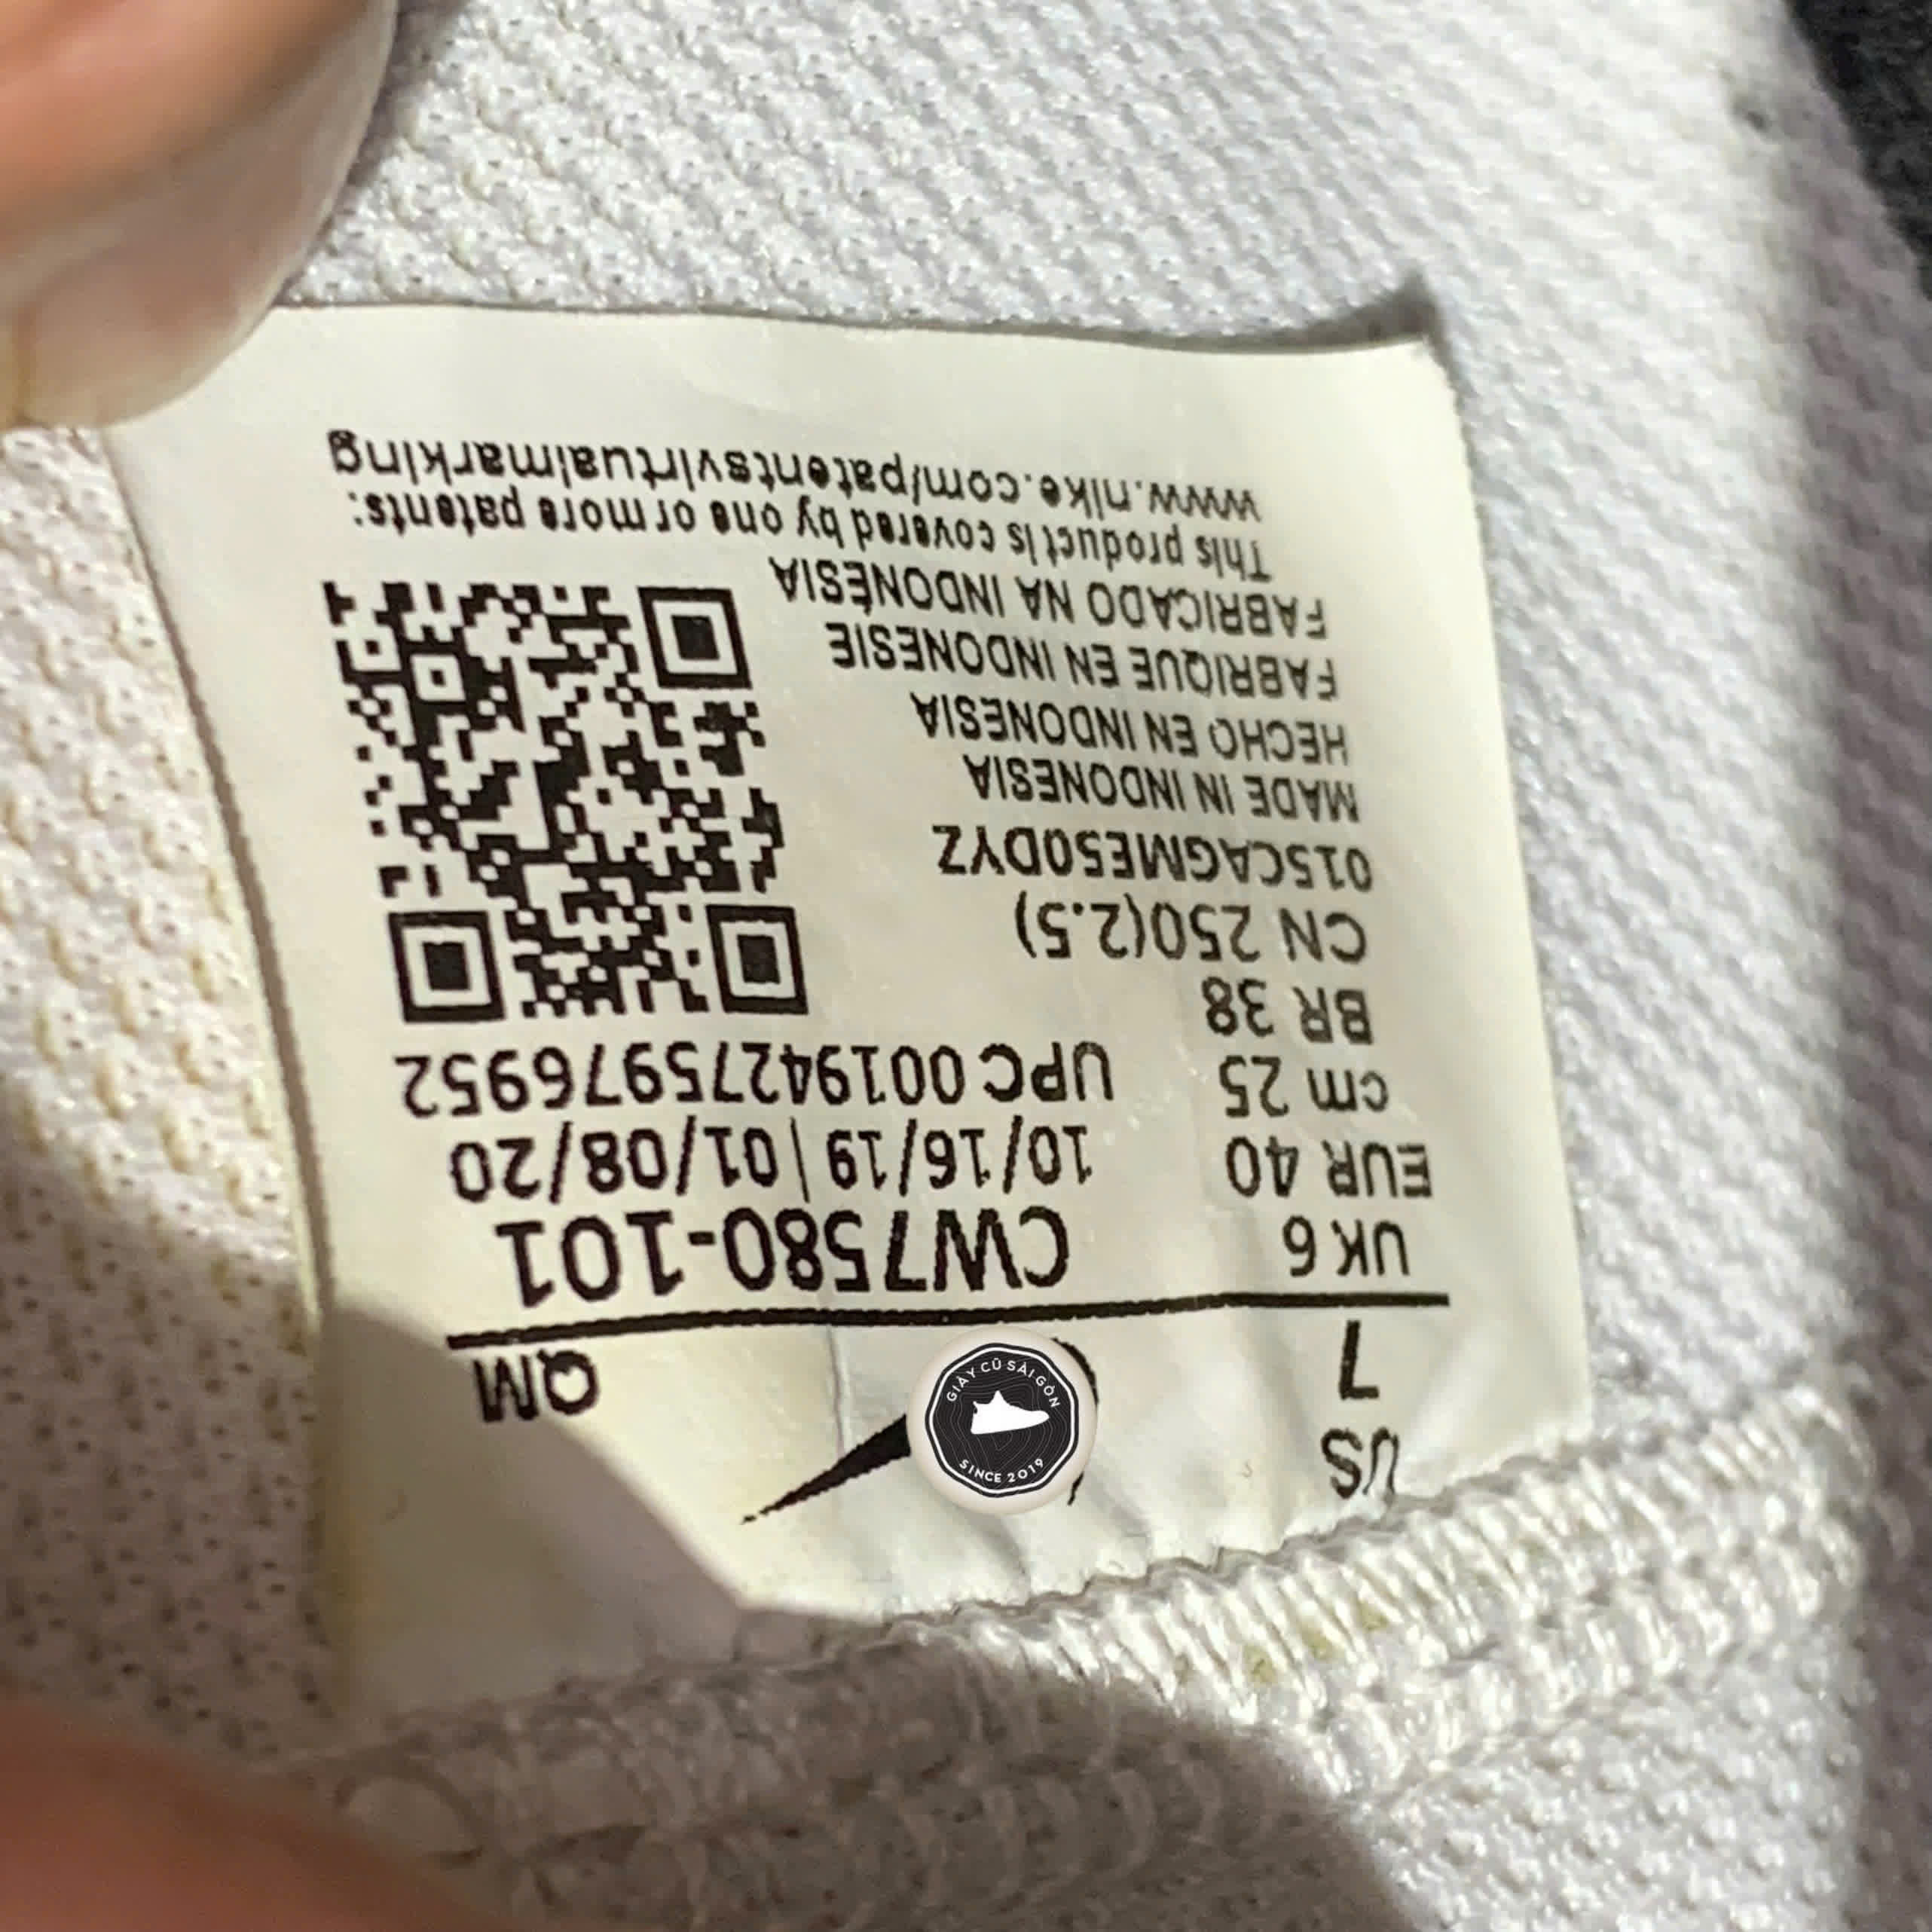 US
7
QM
UK 6
CW7580-101
EUR 40
10/16/19 | 01/08/20
cm 25
UPC 00194275976952
BR 38
CN 250(2.5)
015CAGME50DYZ
MADE IN INDONESIA
HECHO EN INDONESIA
FABRIQUE EN INDONESIE
FABRICADO NA INDONÉSIA
This product is covered by one or more patents:
www.nike.com/patentsvirtualmarking
GIÀY CŨ SÀI GÒN
SINCE 2019